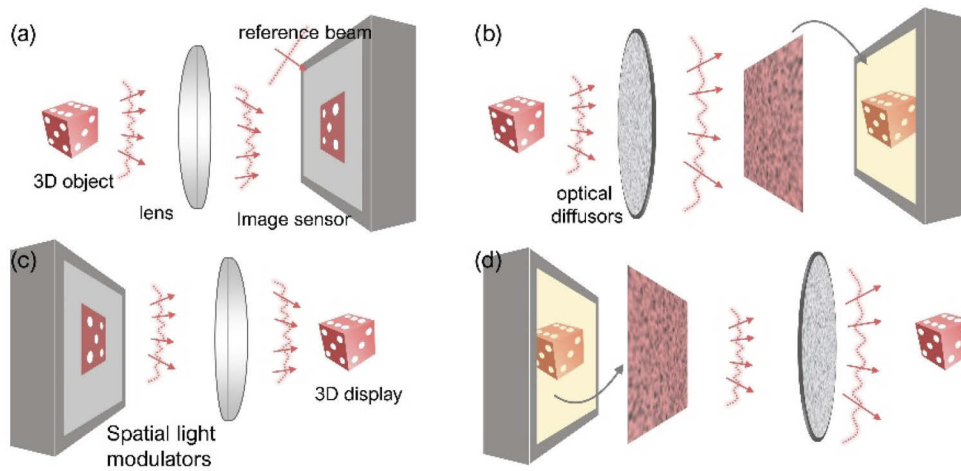 (a)
reference beam
3D object
lens
Image sensor
(b)
optical
diffusors
(c)
Spatial light
modulators
3D display
(d)